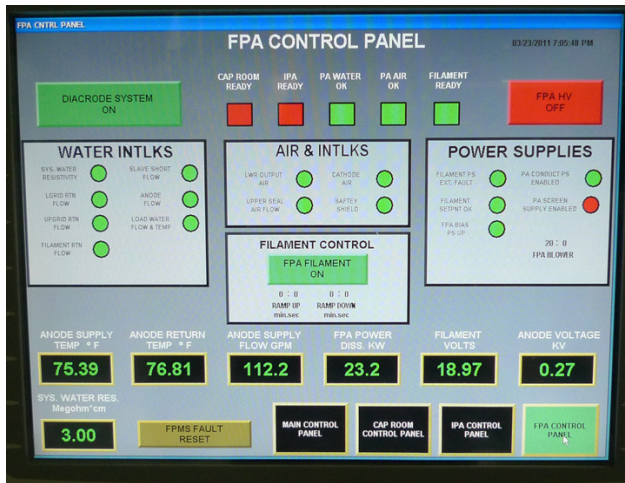 FPA CNTRL PANEL
FPA CONTROL PANEL
03/23/2011 7:05:48 PM
DIACRODE SYSTEM
ON
CAP ROOM
READY
IPA
READY
PA WATER
OK
PA AIR
OK
FILAMENT
READY
FPA HV
OFF
WATER INTLKS
SYS. WATER
RESISTIVITY
SLAVE SHORT
FLOW
LGRID RTN
FLOW
ANODE
FLOW
UPGRID RTN
FLOW
LOAD WATER
FLOW & TEMP
FILAMENT RTN
FLOW
AIR & INTLKS
LWR OUTPUT
AIR
CATHODE
AIR
UPPER SEAL
AIR FLOW
SAFTEY
SHIELD
FILAMENT CONTROL
FPA FILAMENT
ON
0 : 0
RAMP UP
min.sec
0 : 0
RAMP DOWN
min.sec
POWER SUPPLIES
FILAMENT PS
EXT. FAULT
PA CONDUCT PS
ENABLED
FILAMENT
SETPNT OK
PA SCREEN
SUPPLY ENABLED
FPA BIAS
PS UP
20 : 0
FPA BLOWER
ANODE SUPPLY
TEMP ° F
75.39
ANODE RETURN
TEMP ° F
76.81
ANODE SUPPLY
FLOW GPM
112.2
FPA POWER
DISS. KW
23.2
FILAMENT
VOLTS
18.97
ANODE VOLTAGE
KV
0.27
SYS. WATER RES.
Megohm*cm
3.00
FPMS FAULT
RESET
MAIN CONTROL
PANEL
CAP ROOM
CONTROL PANEL
IPA CONTROL
PANEL
FPA CONTROL
PANEL